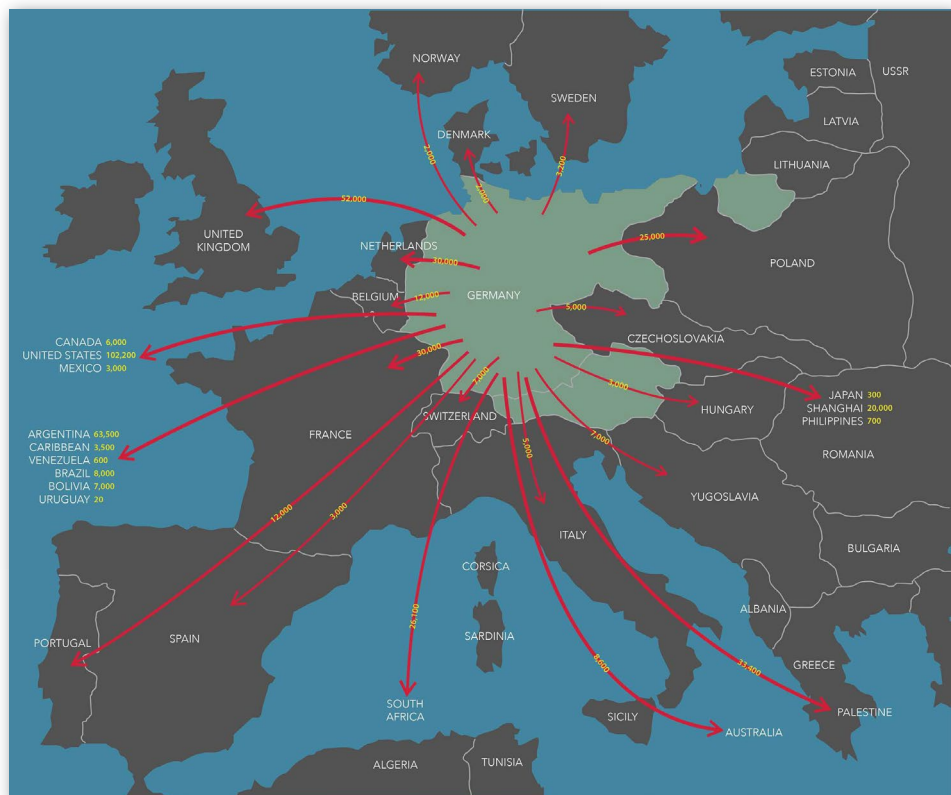 NORWAY
ESTONIA
USSR
SWEDEN
LATVIA
DENMARK
2,000
3,200
LITHUANIA
2,000
52,000
UNITED
KINGDOM
25,000
NETHERLANDS
30,000
POLAND
BELGIUM
12,000
GERMANY
5,000
CZECHOSLOVAKIA
CANADA 6,000
UNITED STATES 102,200
MEXICO 3,000
30,000
7,000
3,000
JAPAN 300
SHANGHAI 20,000
PHILIPPINES 700
SWITZERLAND
HUNGARY
FRANCE
ARGENTINA 63,500
CARIBBEAN 3,500
VENEZUELA 600
BRAZIL 8,000
BOLIVIA 7,000
URUGUAY 20
5,000
7,000
ROMANIA
YUGOSLAVIA
12,000
3,000
ITALY
BULGARIA
CORSICA
ALBANIA
26,100
SARDINIA
PORTUGAL
SPAIN
8,600
33,400
GREECE
SOUTH
AFRICA
SICILY
PALESTINE
AUSTRALIA
ALGERIA
TUNISIA